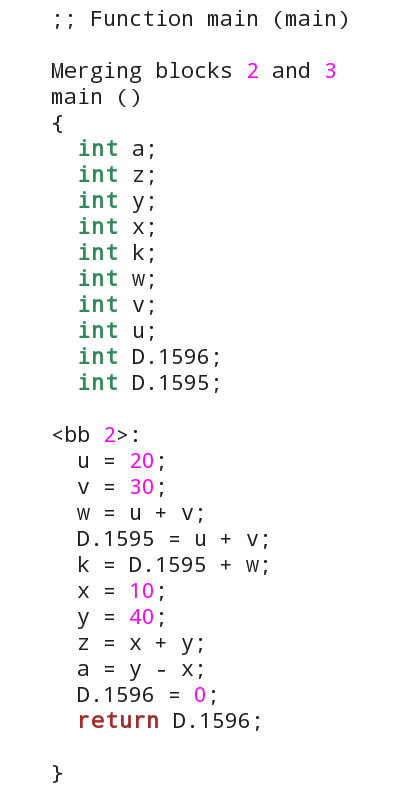 ;; Function main (main)

Merging blocks 2 and 3
main ()
{
  int a;
  int z;
  int y;
  int x;
  int k;
  int w;
  int v;
  int u;
  int D.1596;
  int D.1595;

<bb 2>:
  u = 20;
  v = 30;
  w = u + v;
  D.1595 = u + v;
  k = D.1595 + w;
  x = 10;
  y = 40;
  z = x + y;
  a = y - x;
  D.1596 = 0;
  return D.1596;

}